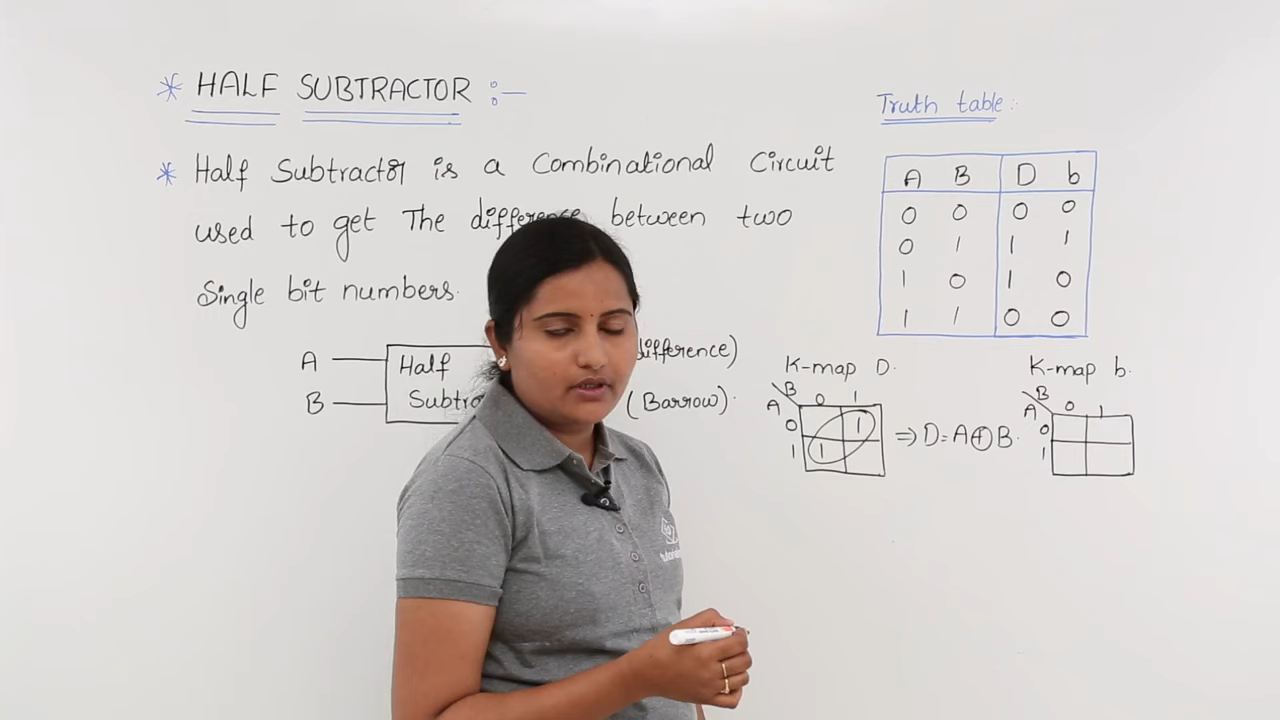 * HALF SUBTRACTOR :-
* Half Subtractor is a Combinational Circuit
used to get The difference between two
Single bit numbers.
A
Half
difference)
B
Subtra
(Barrow).
Truth table :
A B D b
0 0 0 0
0 1 1 1
1 0 1 0
1 1 0 0
K-map D.
B 0 1
A
0 1
1 1
⇒ D = A ⊕ B.
K-map b.
B 0 1
A
0
1